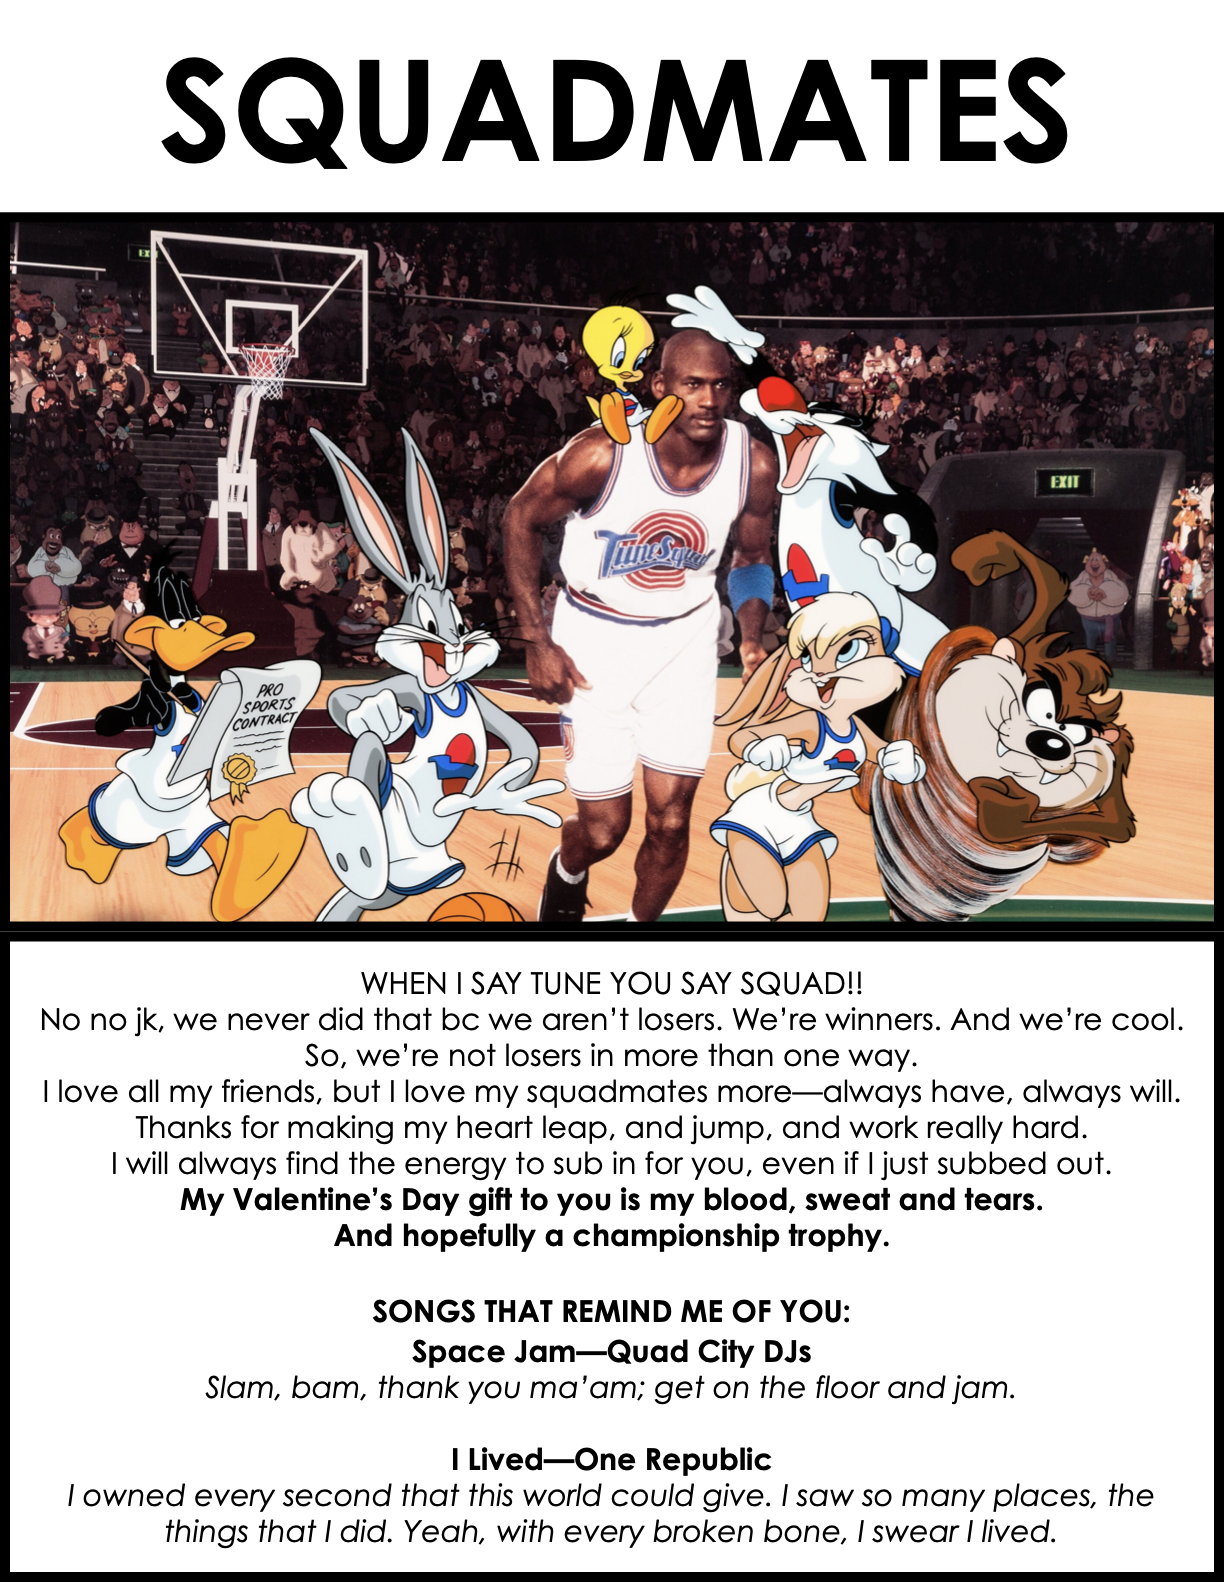 SQUADMATES
EXIT
EXIT
Tune Squad
PRO
SPORTS
CONTRACT
WHEN I SAY TUNE YOU SAY SQUAD!!
No no jk, we never did that bc we aren’t losers. We’re winners. And we’re cool.
So, we’re not losers in more than one way.
I love all my friends, but I love my squadmates more—always have, always will.
Thanks for making my heart leap, and jump, and work really hard.
I will always find the energy to sub in for you, even if I just subbed out.
My Valentine’s Day gift to you is my blood, sweat and tears.
And hopefully a championship trophy.
SONGS THAT REMIND ME OF YOU:
Space Jam—Quad City DJs
Slam, bam, thank you ma’am; get on the floor and jam.
I Lived—One Republic
I owned every second that this world could give. I saw so many places, the
things that I did. Yeah, with every broken bone, I swear I lived.